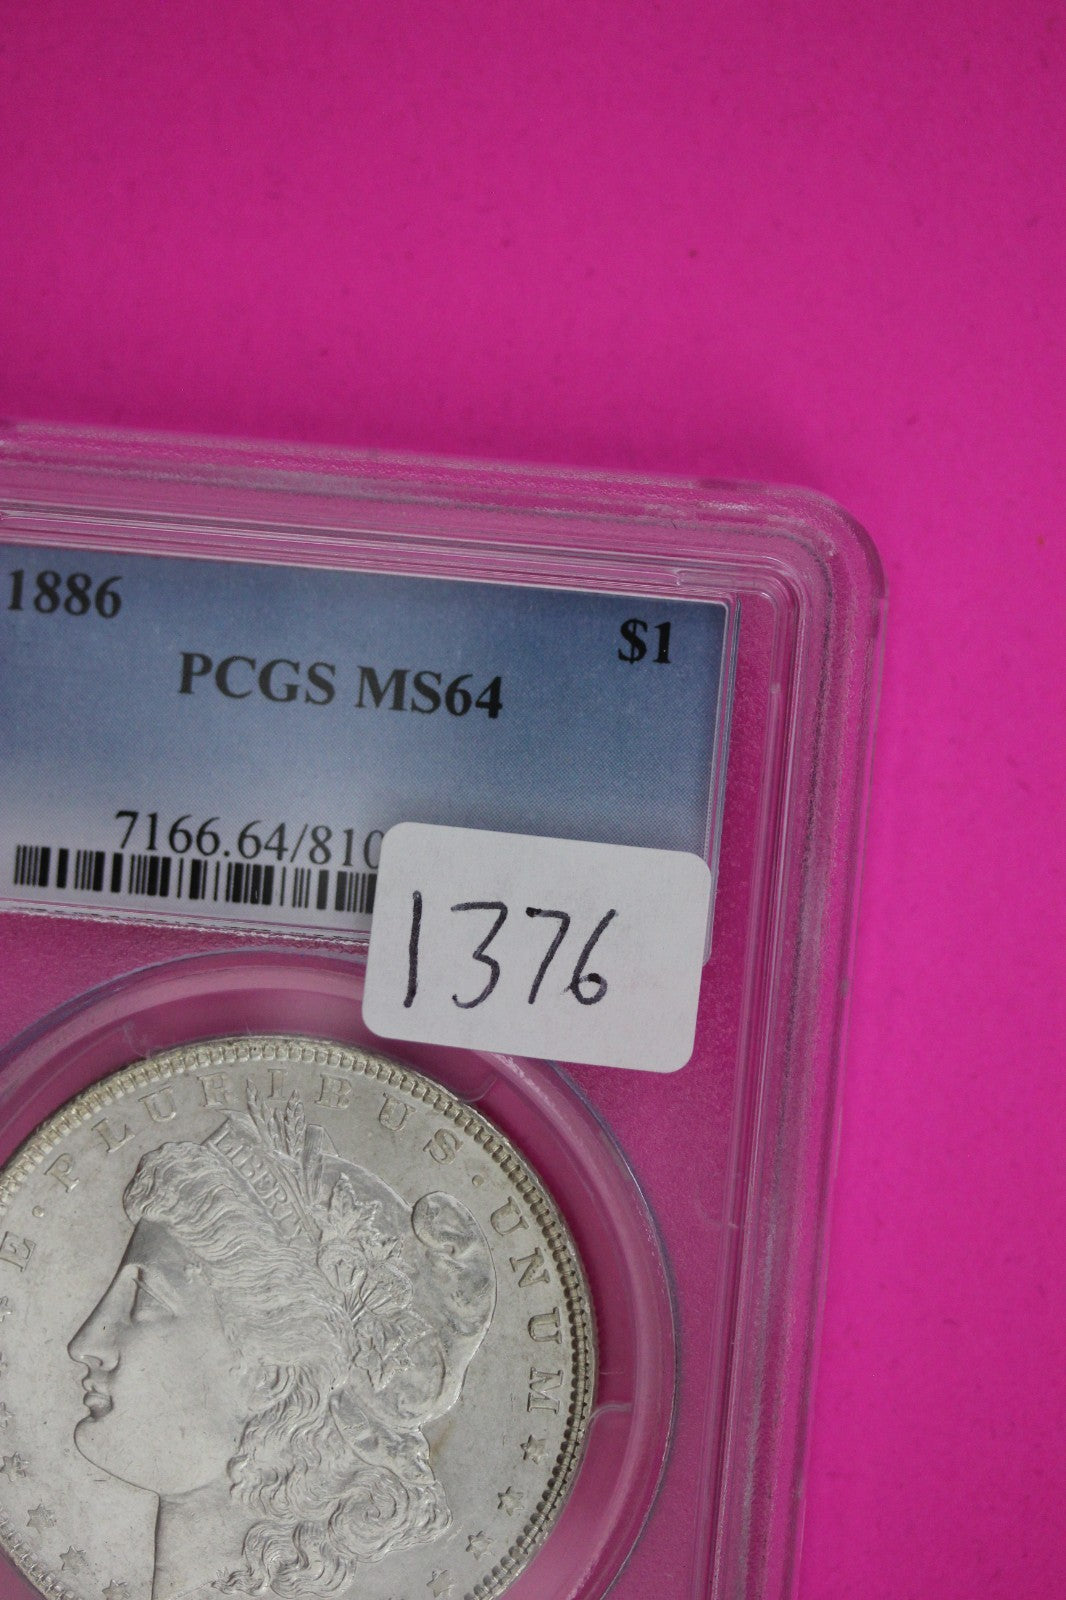 1886
$1
PCGS MS64
7166.64/810
1376
E · PLURIBUS · UNUM
LIBERTY